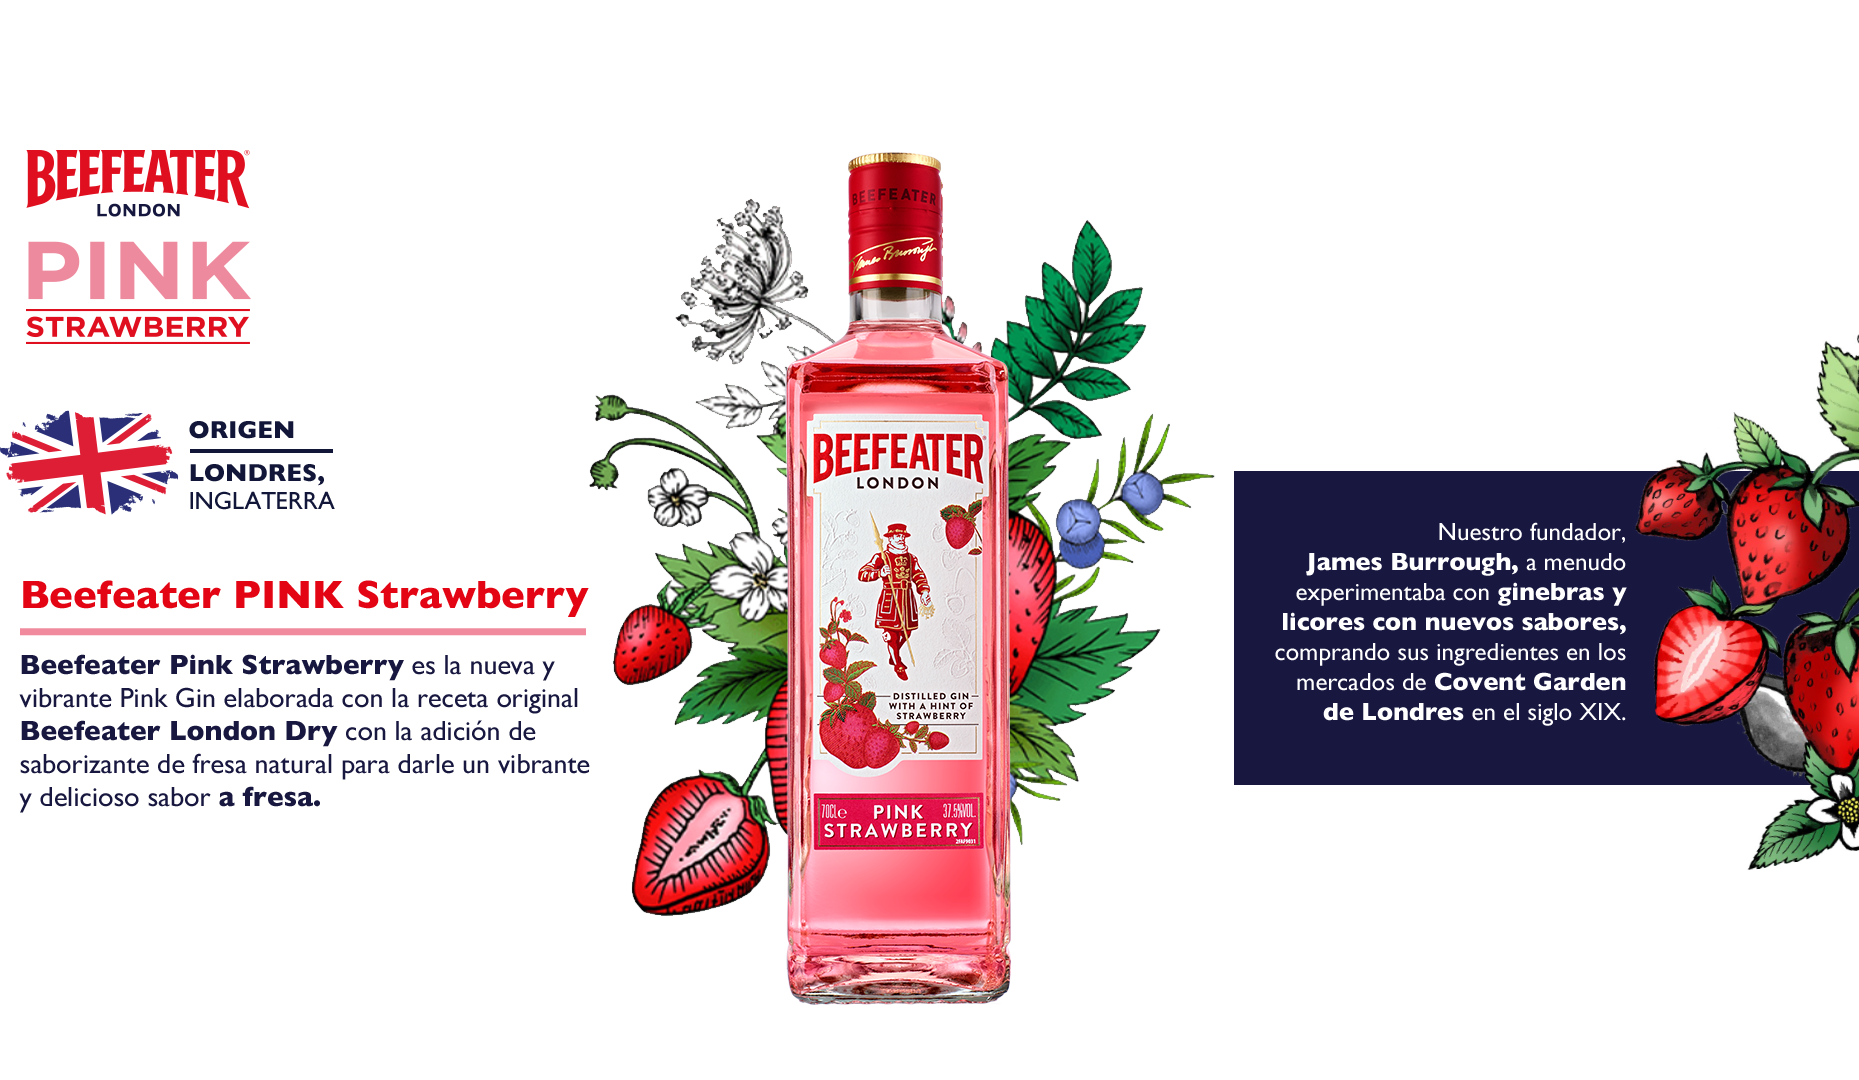 BEEFEATER®
LONDON
PINK
STRAWBERRY
ORIGEN
LONDRES,
INGLATERRA
Beefeater PINK Strawberry
Beefeater Pink Strawberry es la nueva y
vibrante Pink Gin elaborada con la receta original
Beefeater London Dry con la adición de
saborizante de fresa natural para darle un vibrante
y delicioso sabor a fresa.
BEEFEATER
James Burrough
BEEFEATER
LONDON
DISTILLED GIN
WITH A HINT OF
STRAWBERRY
70CLe PINK 37.5%VOL.
STRAWBERRY
Nuestro fundador,
James Burrough, a menudo
experimentaba con ginebras y
licores con nuevos sabores,
comprando sus ingredientes en los
mercados de Covent Garden
de Londres en el siglo XIX.